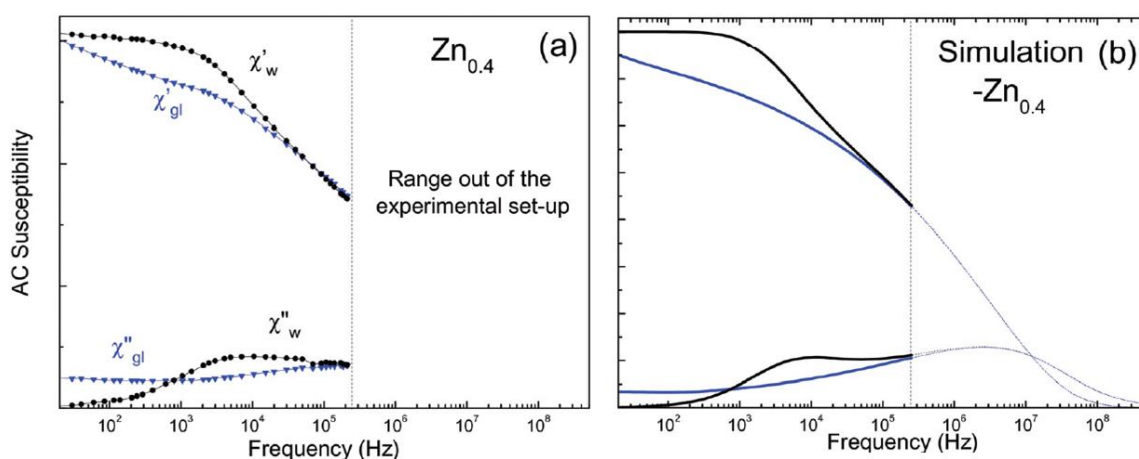 Zn0.4
(a)
χ'w
χ'gl
Range out of the
experimental set-up
χ"w
χ"gl
AC Susceptibility
10² 10³ 10⁴ 10⁵ 10⁶ 10⁷ 10⁸
Frequency (Hz)
Simulation (b)
-Zn0.4
10² 10³ 10⁴ 10⁵ 10⁶ 10⁷ 10⁸
Frequency (Hz)